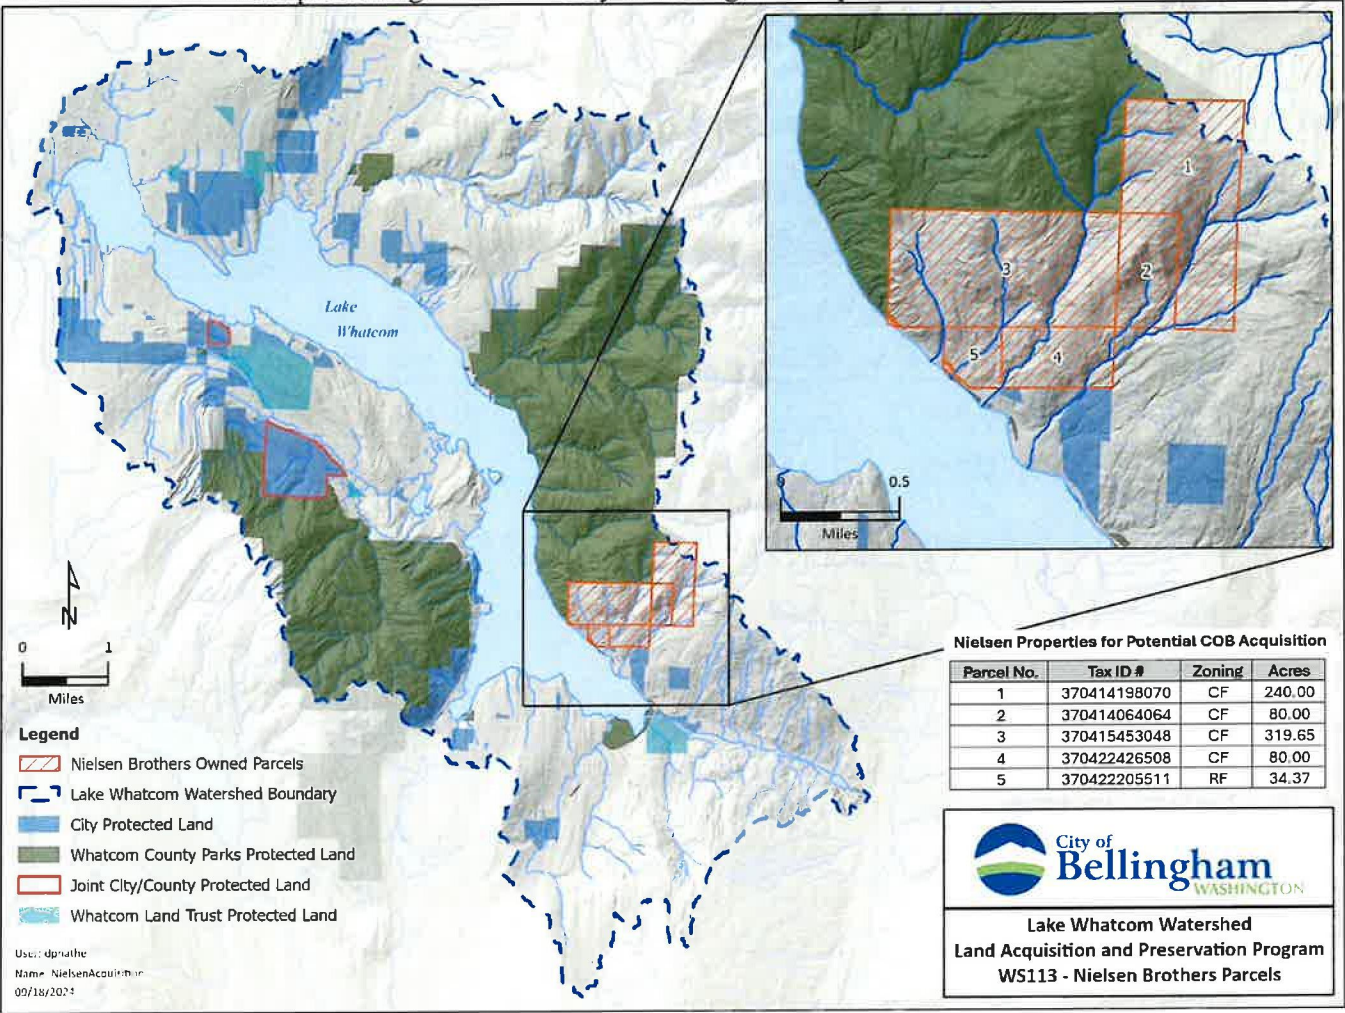 Lake
Whatcom
1
2
3
4
5
0.5
Miles
N
0 1
Miles
Legend
Nielsen Brothers Owned Parcels
Lake Whatcom Watershed Boundary
City Protected Land
Whatcom County Parks Protected Land
Joint City/County Protected Land
Whatcom Land Trust Protected Land
User: dpnathe
Nielsen Properties for Potential COB Acquisition
Parcel No. Tax ID # Zoning Acres
1 370414198070 CF 240.00
2 370414064064 CF 80.00
3 370415453048 CF 319.65
4 370422426508 CF 80.00
5 370422205511 RF 34.37
City of
Bellingham
WASHINGTON
Lake Whatcom Watershed
Land Acquisition and Preservation Program
WS113 - Nielsen Brothers Parcels